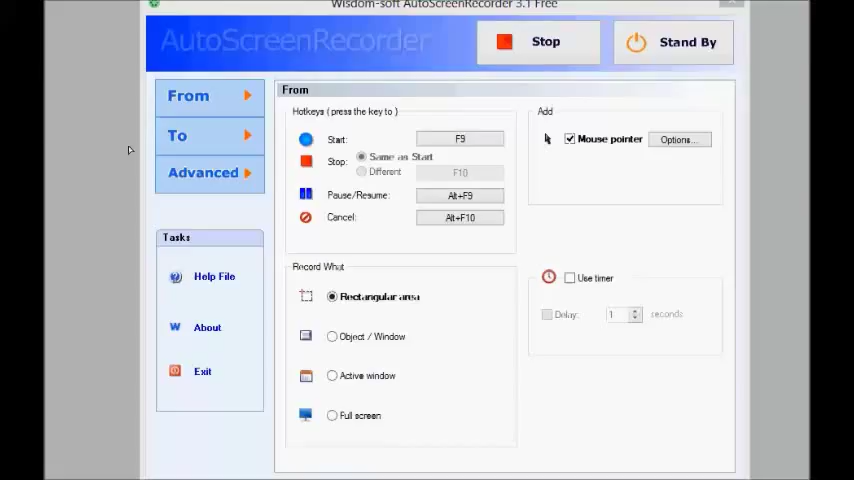 Wisdom-soft AutoScreenRecorder 3.1 Free
AutoScreenRecorder
Stop
Stand By
From
To
Advanced
Tasks
Help File
About
Exit
From
Hotkeys ( press the key to )
Start: F9
Stop: Same as Start
Different F10
Pause/Resume: Alt+F9
Cancel: Alt+F10
Record What
Rectangular area
Object / Window
Active window
Full screen
Add
Mouse pointer Options...
Use timer
Delay: 1 seconds